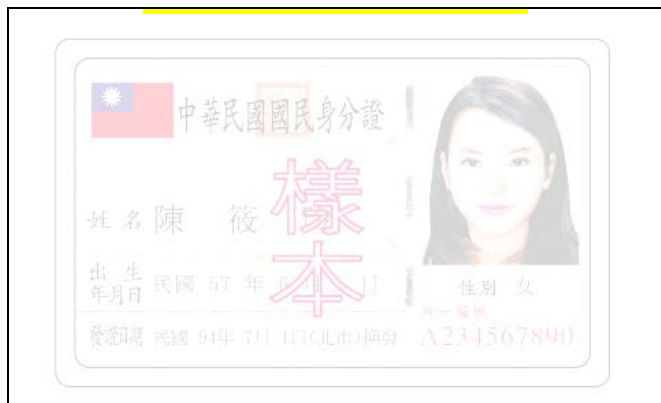 中華民國國民身分證
樣本
姓名 陳 筱
出生年月日 民國 57 年 6
性別 女
統一編號
發證日期 民國 94年 7月 1日(北市)換發
A234567890